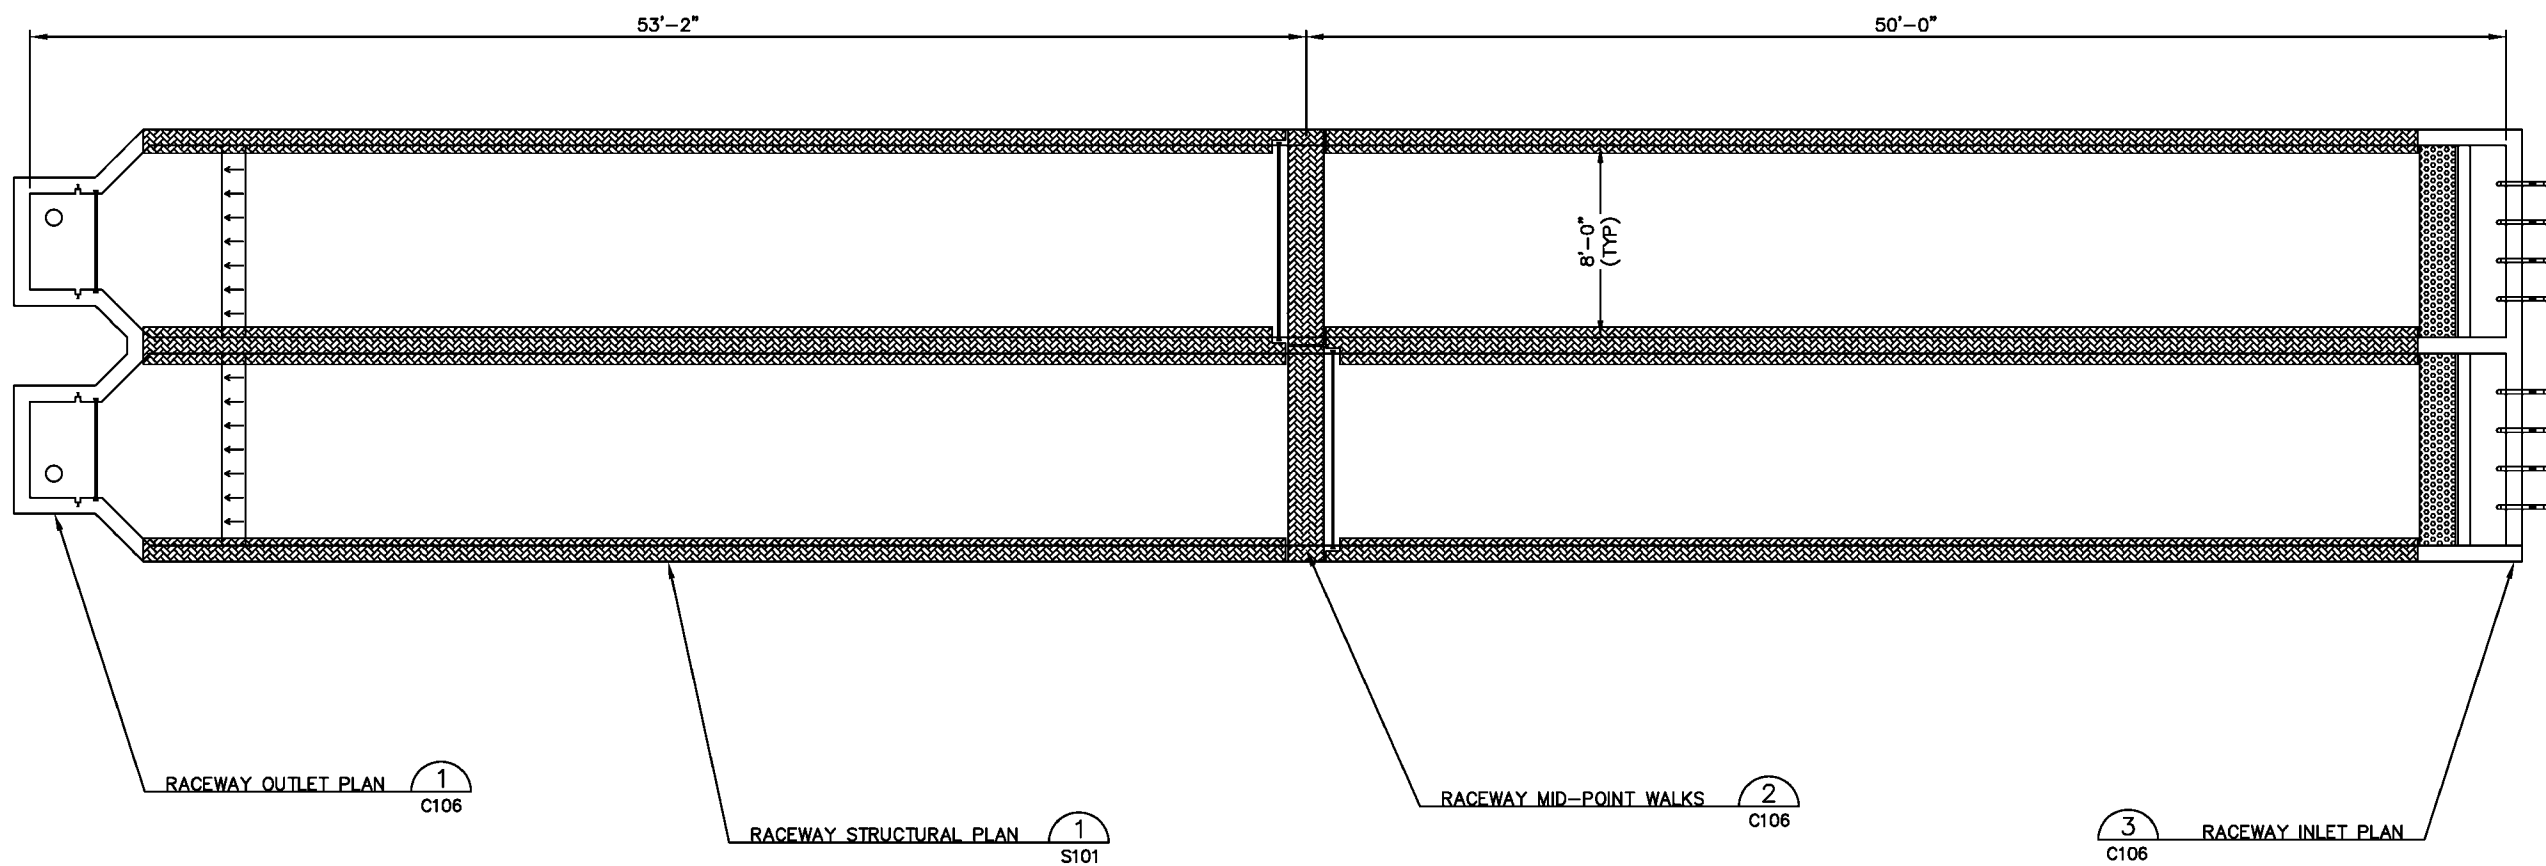 53'-2"
50'-0"
8'-0"
(TYP)
RACEWAY OUTLET PLAN
1
C106
RACEWAY STRUCTURAL PLAN
1
S101
RACEWAY MID-POINT WALKS
2
C106
3
C106
RACEWAY INLET PLAN